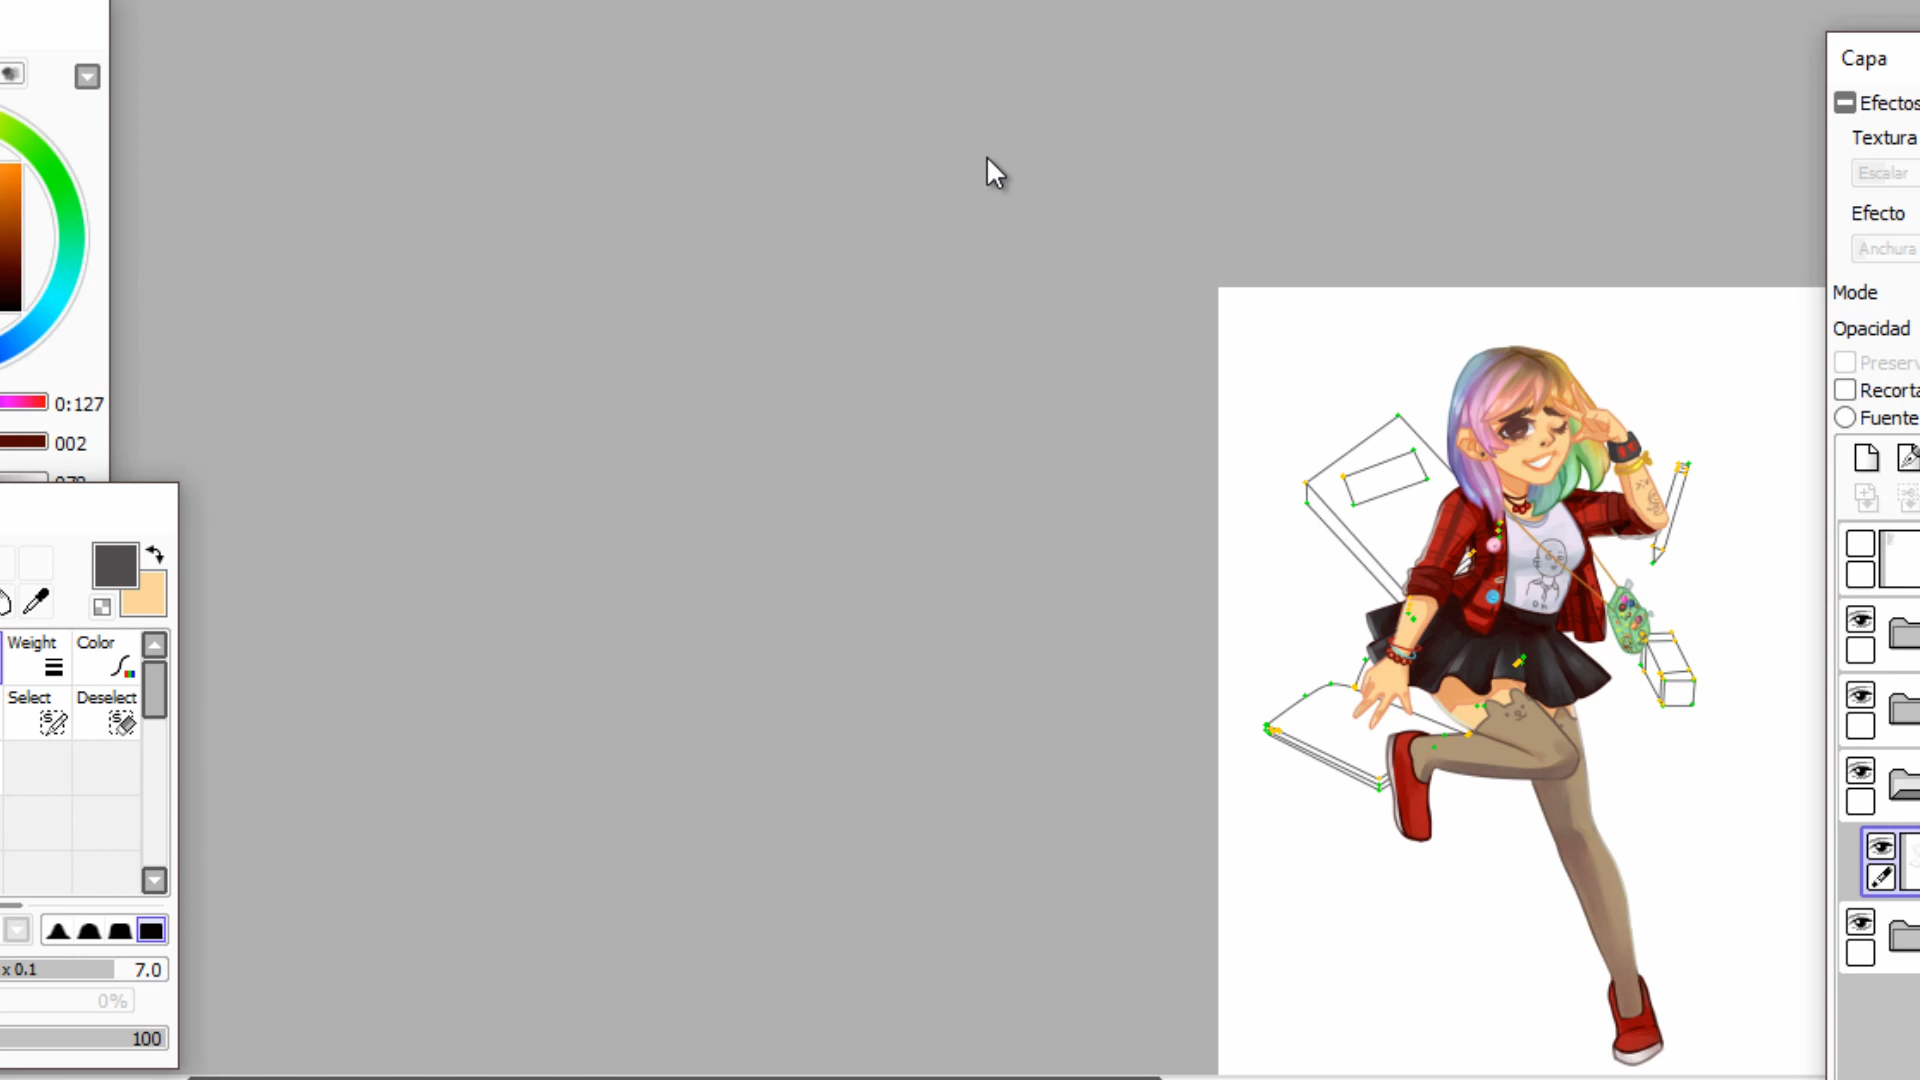 0:127
002
Weight Color
Select Deselect
x 0.1 7.0
0%
100
Capa
Efectos
Textura
Escalar
Efecto
Anchura
Mode
Opacidad
Preserv
Recorta
Fuente